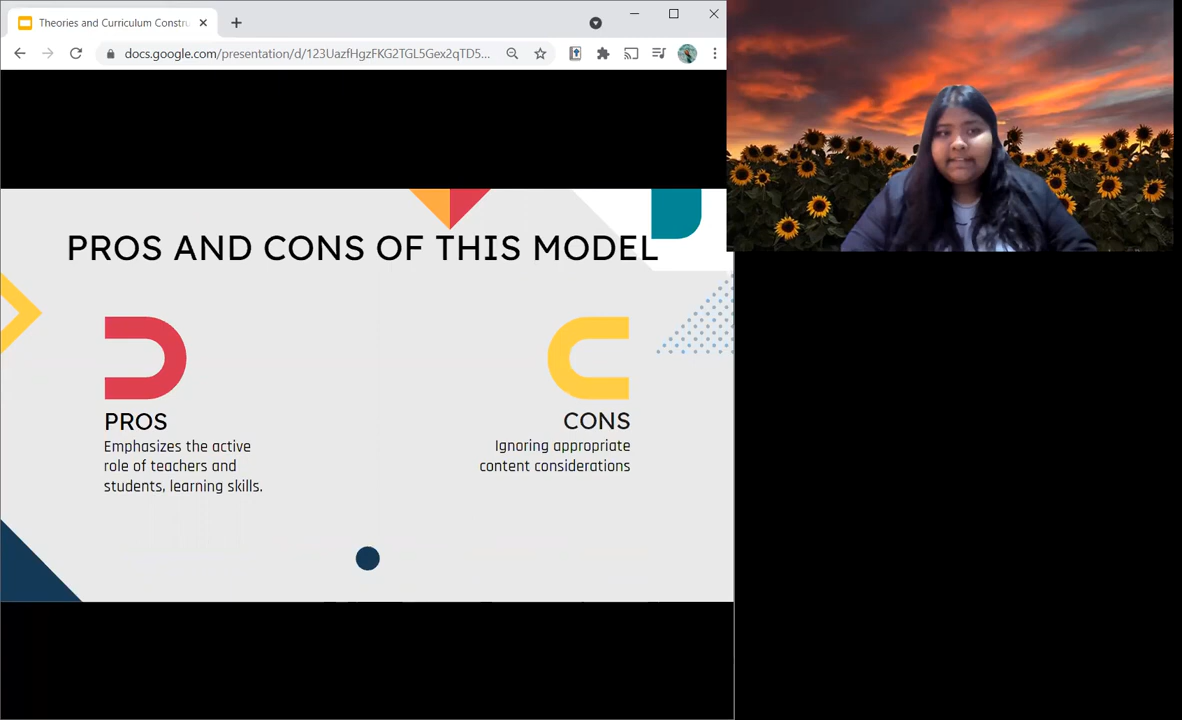 Theories and Curriculum Constru
docs.google.com/presentation/d/123UazfHgzFKG2TGL5Gex2qTD5...
PROS AND CONS OF THIS MODEL
PROS
Emphasizes the active
role of teachers and
students, learning skills.
CONS
Ignoring appropriate
content considerations